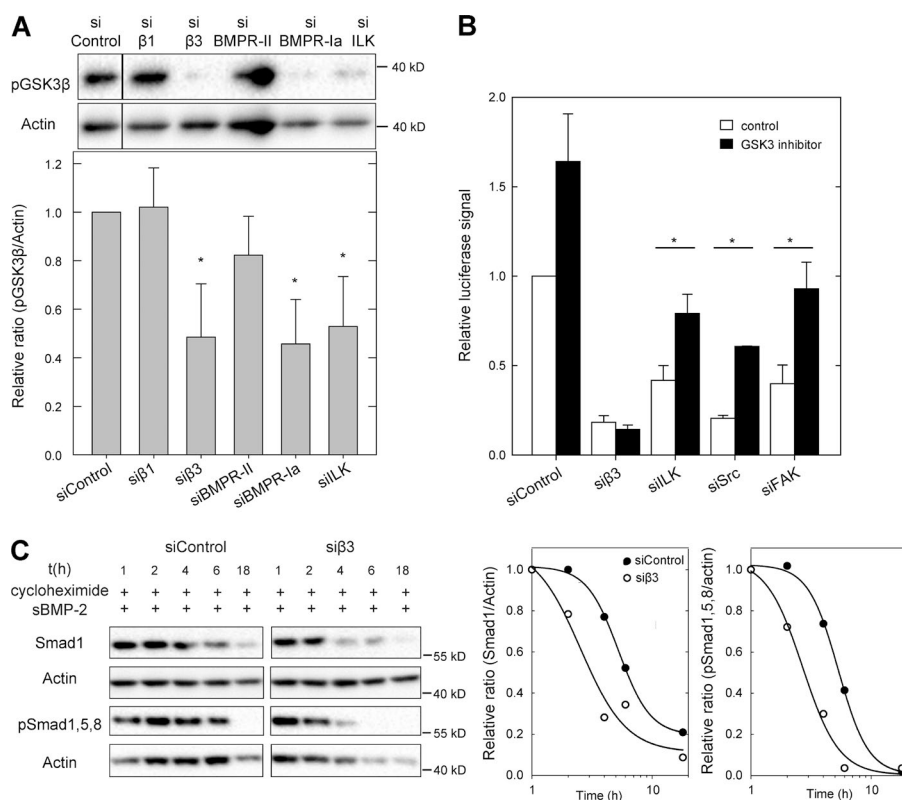 A
si si si si si si
Control β1 β3 BMPR-II BMPR-Ia ILK
pGSK3β
40 kD
Actin
40 kD
Relative ratio (pGSK3β/Actin)
1.2
1.0
0.8
0.6
0.4
0.2
0.0
* * *
siControl siβ1 siβ3 siBMPR-II siBMPR-Ia siILK
B
Relative luciferase signal
2.0
1.5
1.0
0.5
0.0
control
GSK3 inhibitor
* * *
siControl siβ3 siILK siSrc siFAK
C
siControl siβ3
t(h) 1 2 4 6 18 1 2 4 6 18
cycloheximide + + + + + + + + + +
sBMP-2 + + + + + + + + + +
Smad1
55 kD
Actin
40 kD
pSmad1,5,8
55 kD
Actin
40 kD
Relative ratio (Smad1/Actin)
1.0
0.8
0.6
0.4
0.2
0.0
siControl
siβ3
1 10
Time (h)
Relative ratio (pSmad1,5,8/actin)
1.0
0.8
0.6
0.4
0.2
0.0
1 10
Time (h)